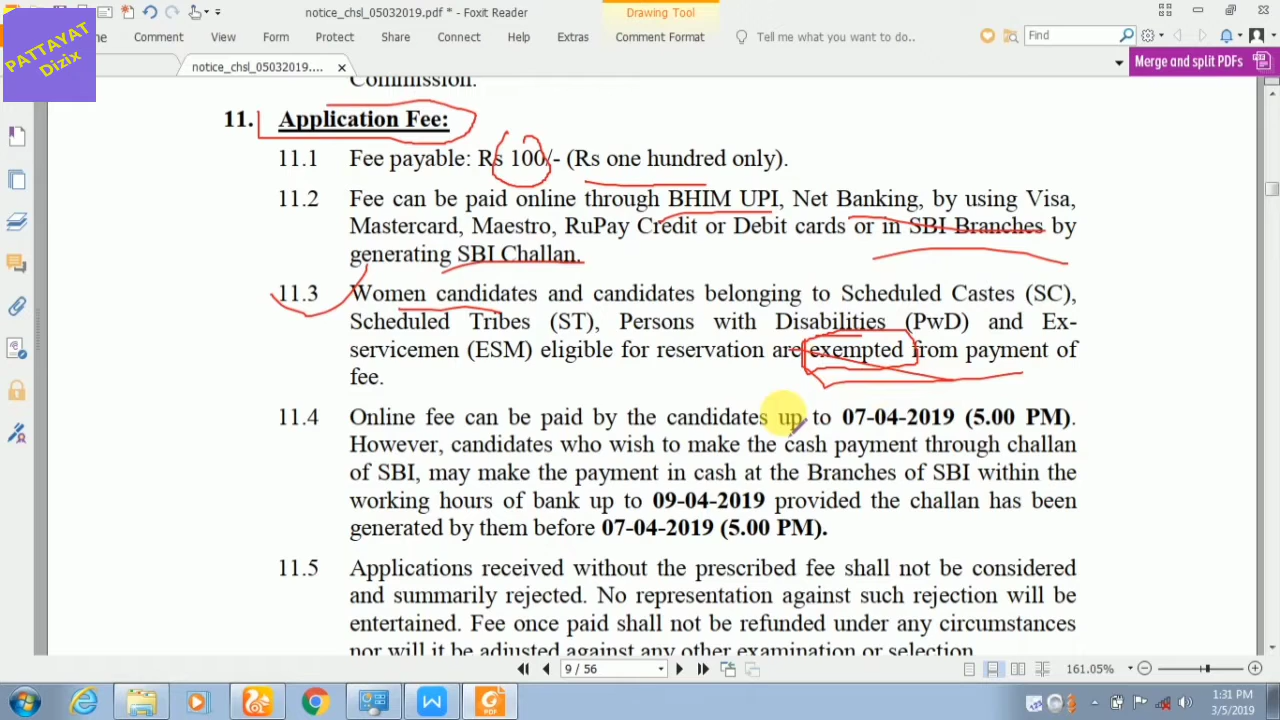 notice_chsl_05032019.pdf * - Foxit Reader
Drawing Tool
PATTAYAT
Dizix
Comment View Form Protect Share Connect Help Extras Comment Format Tell me what you want to do.. Find
notice_chsl_05032019.... x
Merge and split PDFs
Commission.
11. Application Fee:
11.1 Fee payable: Rs 100/- (Rs one hundred only).
11.2 Fee can be paid online through BHIM UPI, Net Banking, by using Visa,
Mastercard, Maestro, RuPay Credit or Debit cards or in SBI Branches by
generating SBI Challan.
11.3 Women candidates and candidates belonging to Scheduled Castes (SC),
Scheduled Tribes (ST), Persons with Disabilities (PwD) and Ex-
servicemen (ESM) eligible for reservation are exempted from payment of
fee.
11.4 Online fee can be paid by the candidates up to 07-04-2019 (5.00 PM).
However, candidates who wish to make the cash payment through challan
of SBI, may make the payment in cash at the Branches of SBI within the
working hours of bank up to 09-04-2019 provided the challan has been
generated by them before 07-04-2019 (5.00 PM).
11.5 Applications received without the prescribed fee shall not be considered
and summarily rejected. No representation against such rejection will be
entertained. Fee once paid shall not be refunded under any circumstances
nor will it be adjusted against any other examination or selection.
9 / 56
161.05%
1:31 PM
3/5/2019